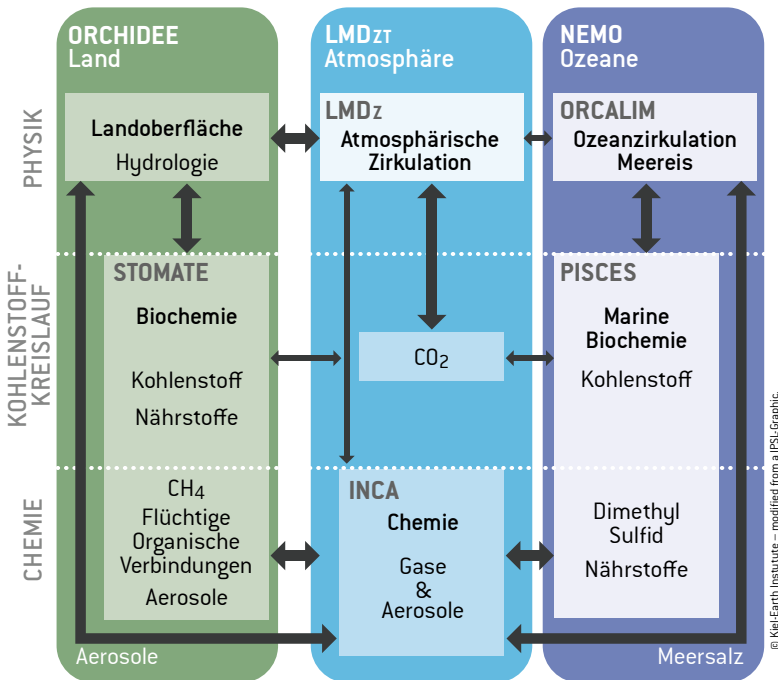 ORCHIDEE
Land
LMDZT
Atmosphäre
NEMO
Ozeane
PHYSIK
Landoberfläche
Hydrologie
LMDZ
Atmosphärische
Zirkulation
ORCALIM
Ozeanzirkulation
Meereis
KOHLENSTOFF-
KREISLAUF
STOMATE
Biochemie
Kohlenstoff
Nährstoffe
CO2
PISCES
Marine
Biochemie
Kohlenstoff
CHEMIE
CH4
Flüchtige
Organische
Verbindungen
Aerosole
INCA
Chemie
Gase
&
Aerosole
Dimethyl
Sulfid
Nährstoffe
Aerosole
Meersalz
© Kiel-Earth Instutute – modified from a IPSL-Graphic.